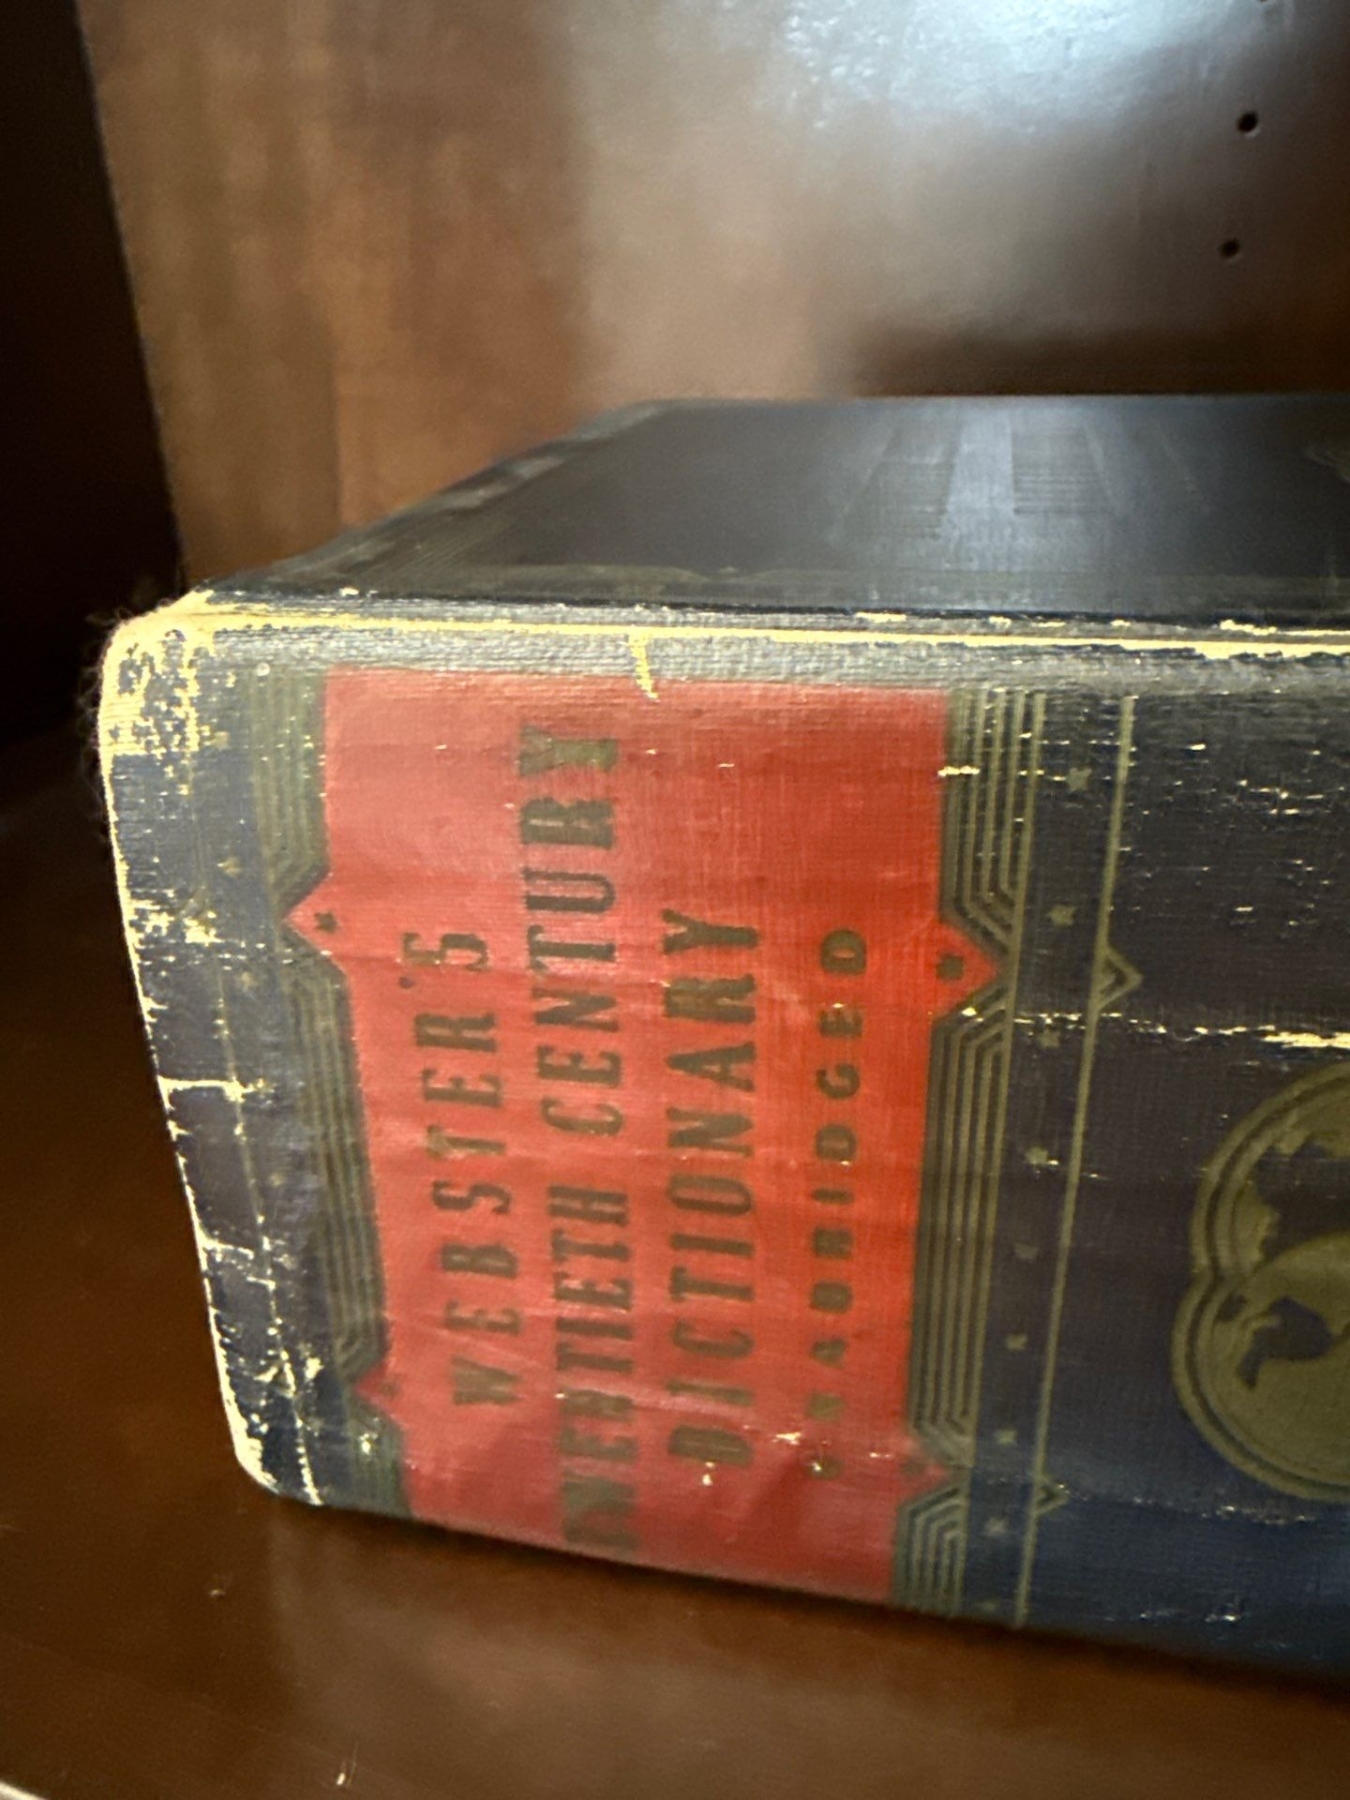 WEBSTER'S
TWENTIETH CENTURY
DICTIONARY
UNABRIDGED